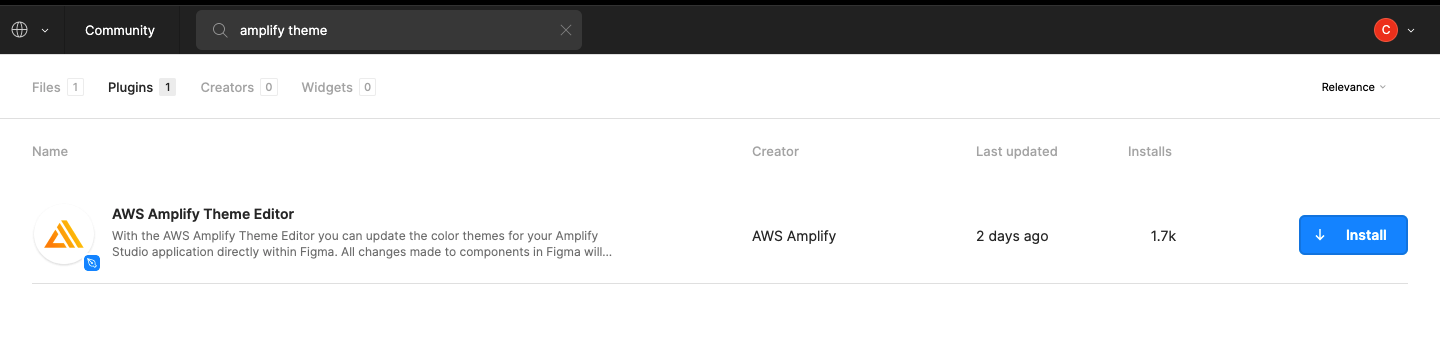 Community
amplify theme
C
Files 1 Plugins 1 Creators 0 Widgets 0 Relevance
Name Creator Last updated Installs
AWS Amplify Theme Editor
With the AWS Amplify Theme Editor you can update the color themes for your Amplify
Studio application directly within Figma. All changes made to components in Figma will...
AWS Amplify 2 days ago 1.7k Install